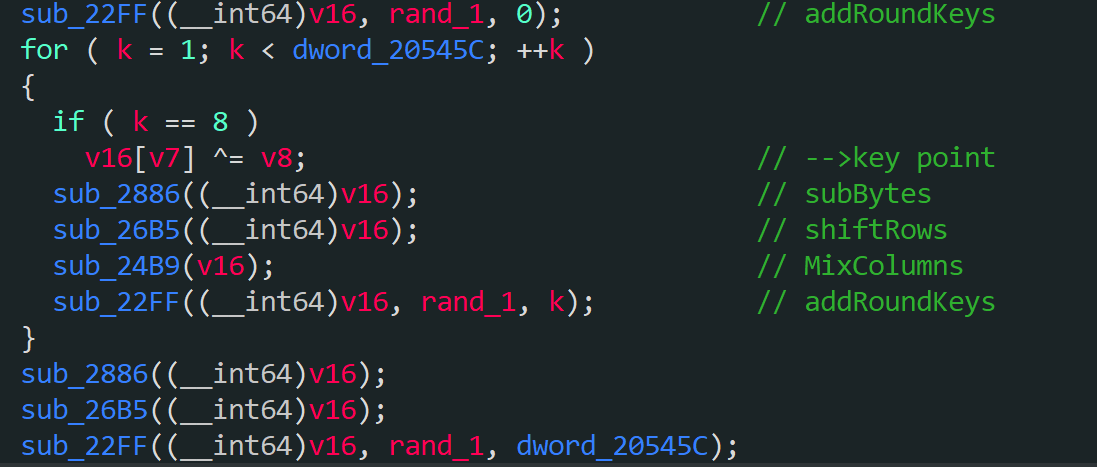 sub_22FF((__int64)v16, rand_1, 0); // addRoundKeys
for ( k = 1; k < dword_20545C; ++k )
{
if ( k == 8 )
v16[v7] ^= v8; // -->key point
sub_2886((__int64)v16); // subBytes
sub_26B5((__int64)v16); // shiftRows
sub_24B9(v16); // MixColumns
sub_22FF((__int64)v16, rand_1, k); // addRoundKeys
}
sub_2886((__int64)v16);
sub_26B5((__int64)v16);
sub_22FF((__int64)v16, rand_1, dword_20545C);